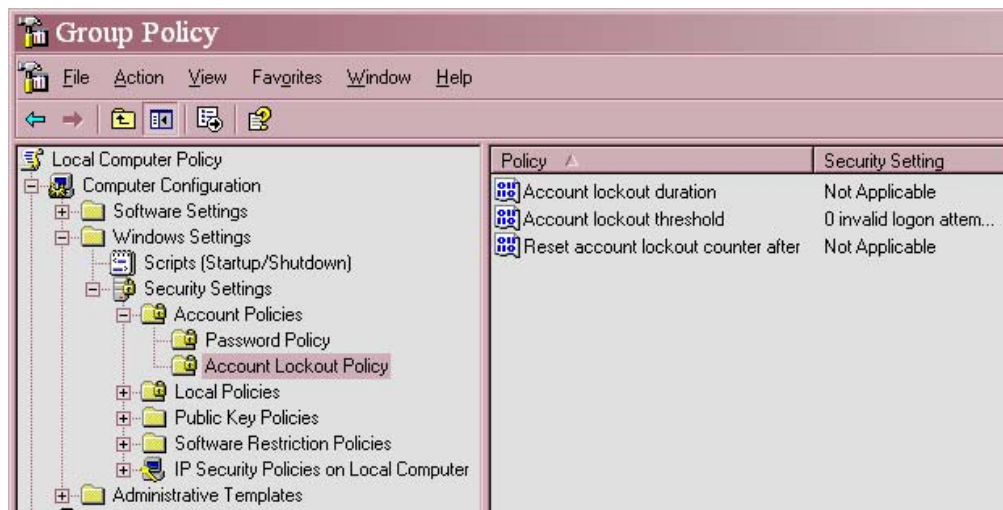 Group Policy
File Action View Favorites Window Help
Local Computer Policy
Computer Configuration
Software Settings
Windows Settings
Scripts (Startup/Shutdown)
Security Settings
Account Policies
Password Policy
Account Lockout Policy
Local Policies
Public Key Policies
Software Restriction Policies
IP Security Policies on Local Computer
Administrative Templates
Policy Security Setting
Account lockout duration Not Applicable
Account lockout threshold 0 invalid logon attem...
Reset account lockout counter after Not Applicable